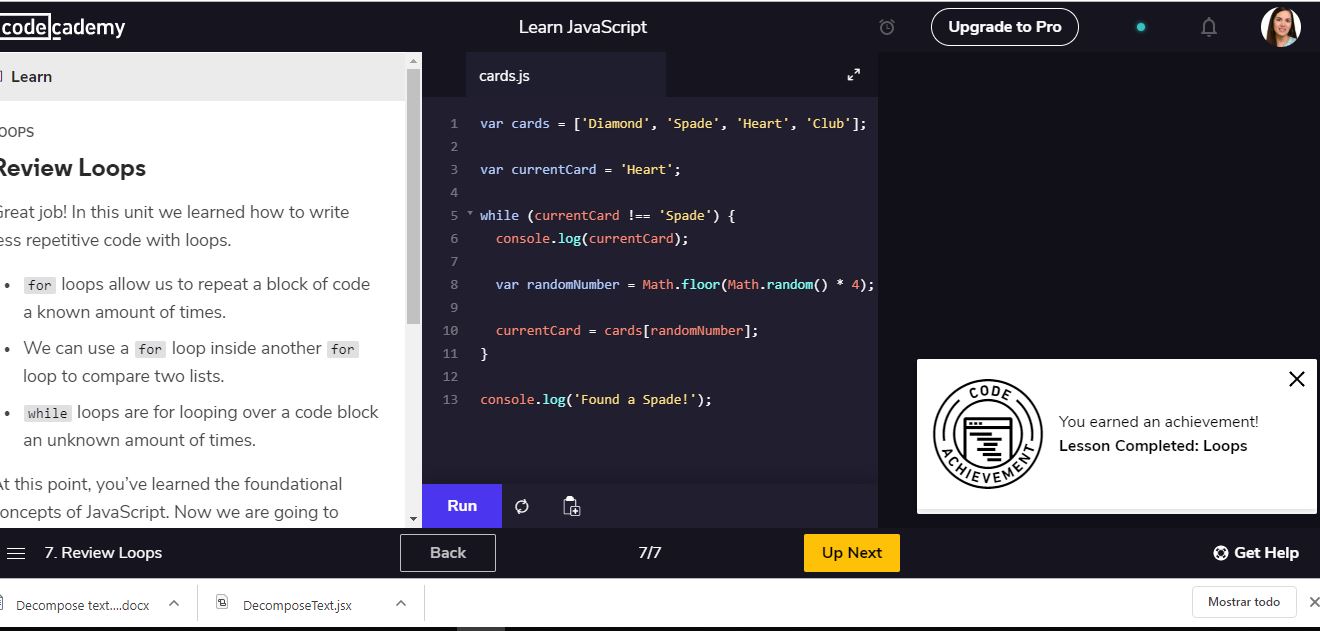 codecademy
Learn JavaScript
Upgrade to Pro
Learn
OOPS
Review Loops
Great job! In this unit we learned how to write
ess repetitive code with loops.
• for loops allow us to repeat a block of code
a known amount of times.
• We can use a for loop inside another for
loop to compare two lists.
• while loops are for looping over a code block
an unknown amount of times.
At this point, you’ve learned the foundational
oncepts of JavaScript. Now we are going to
cards.js
1 var cards = ['Diamond', 'Spade', 'Heart', 'Club'];
2
3 var currentCard = 'Heart';
4
5 while (currentCard !== 'Spade') {
6 console.log(currentCard);
7
8 var randomNumber = Math.floor(Math.random() * 4);
9
10 currentCard = cards[randomNumber];
11 }
12
13 console.log('Found a Spade!');
Run
CODE
ACHIEVEMENT
You earned an achievement!
Lesson Completed: Loops
7. Review Loops
Back
7/7
Up Next
Get Help
Decompose text....docx
DecomposeText.jsx
Mostrar todo